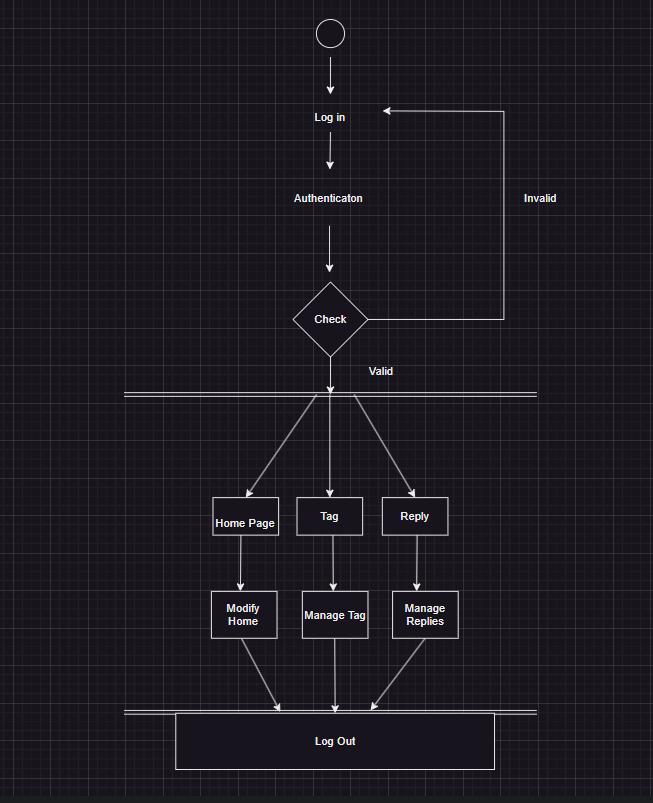 Log in
Authenticaton
Invalid
Check
Valid
Home Page
Tag
Reply
Modify
Home
Manage Tag
Manage
Replies
Log Out